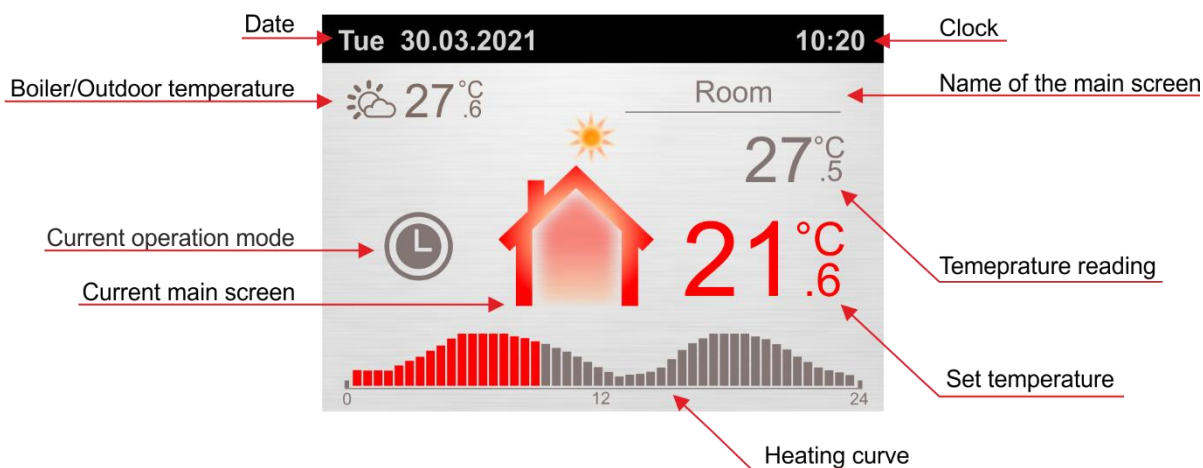 Date
Tue 30.03.2021
10:20
Clock
Boiler/Outdoor temperature
27.6°C
Room
Name of the main screen
27.5°C
Current operation mode
21.6°C
Temeprature reading
Current main screen
Set temperature
0
12
24
Heating curve